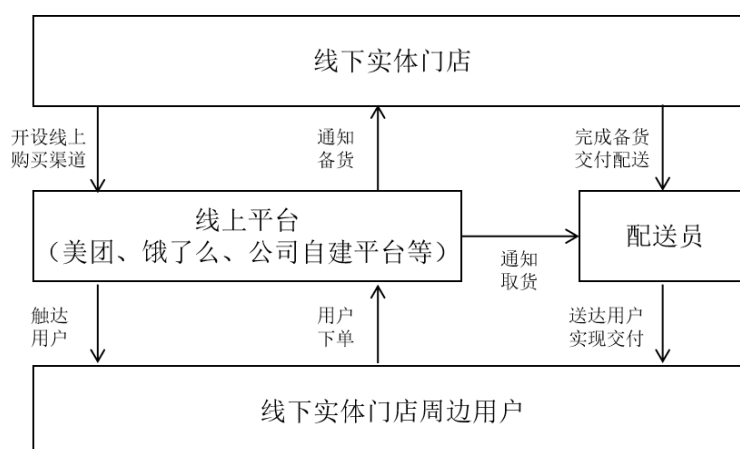 线下实体门店
开设线上
购买渠道
通知
备货
完成备货
交付配送
线上平台
（美团、饿了么、公司自建平台等）
配送员
通知
取货
触达
用户
用户
下单
送达用户
实现交付
线下实体门店周边用户